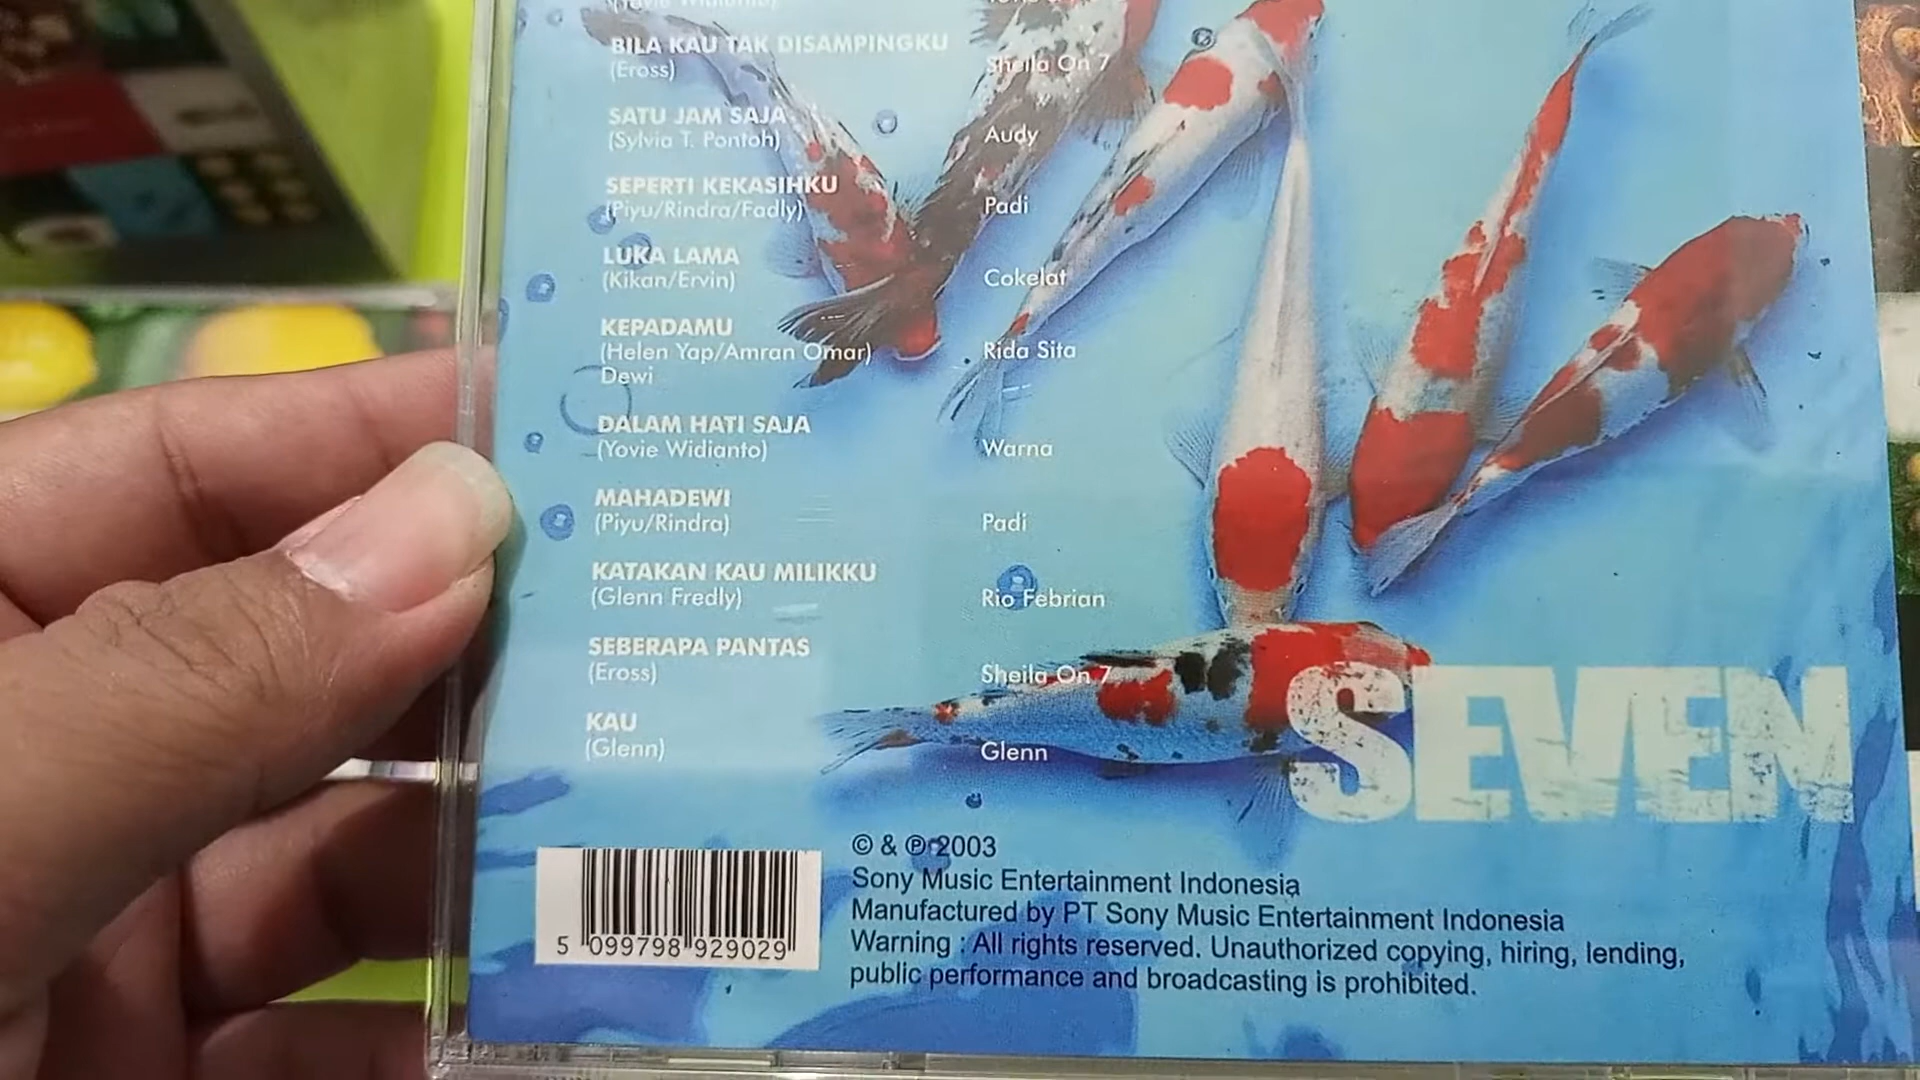 (Yovie Widianto)
BILA KAU TAK DISAMPINGKU
(Eross) Sheila On 7
SATU JAM SAJA
(Sylvia T. Pontoh) Audy
SEPERTI KEKASIHKU
(Piyu/Rindra/Fadly) Padi
LUKA LAMA
(Kikan/Ervin) Cokelat
KEPADAMU
(Helen Yap/Amran Omar) Rida Sita
Dewi
DALAM HATI SAJA
(Yovie Widianto) Warna
MAHADEWI
(Piyu/Rindra) Padi
KATAKAN KAU MILIKKU
(Glenn Fredly) Rio Febrian
SEBERAPA PANTAS
(Eross) Sheila On 7
KAU
(Glenn) Glenn
SEVEN
© & ℗ 2003
Sony Music Entertainment Indonesia
Manufactured by PT Sony Music Entertainment Indonesia
Warning : All rights reserved. Unauthorized copying, hiring, lending,
public performance and broadcasting is prohibited.
5 099798 929029